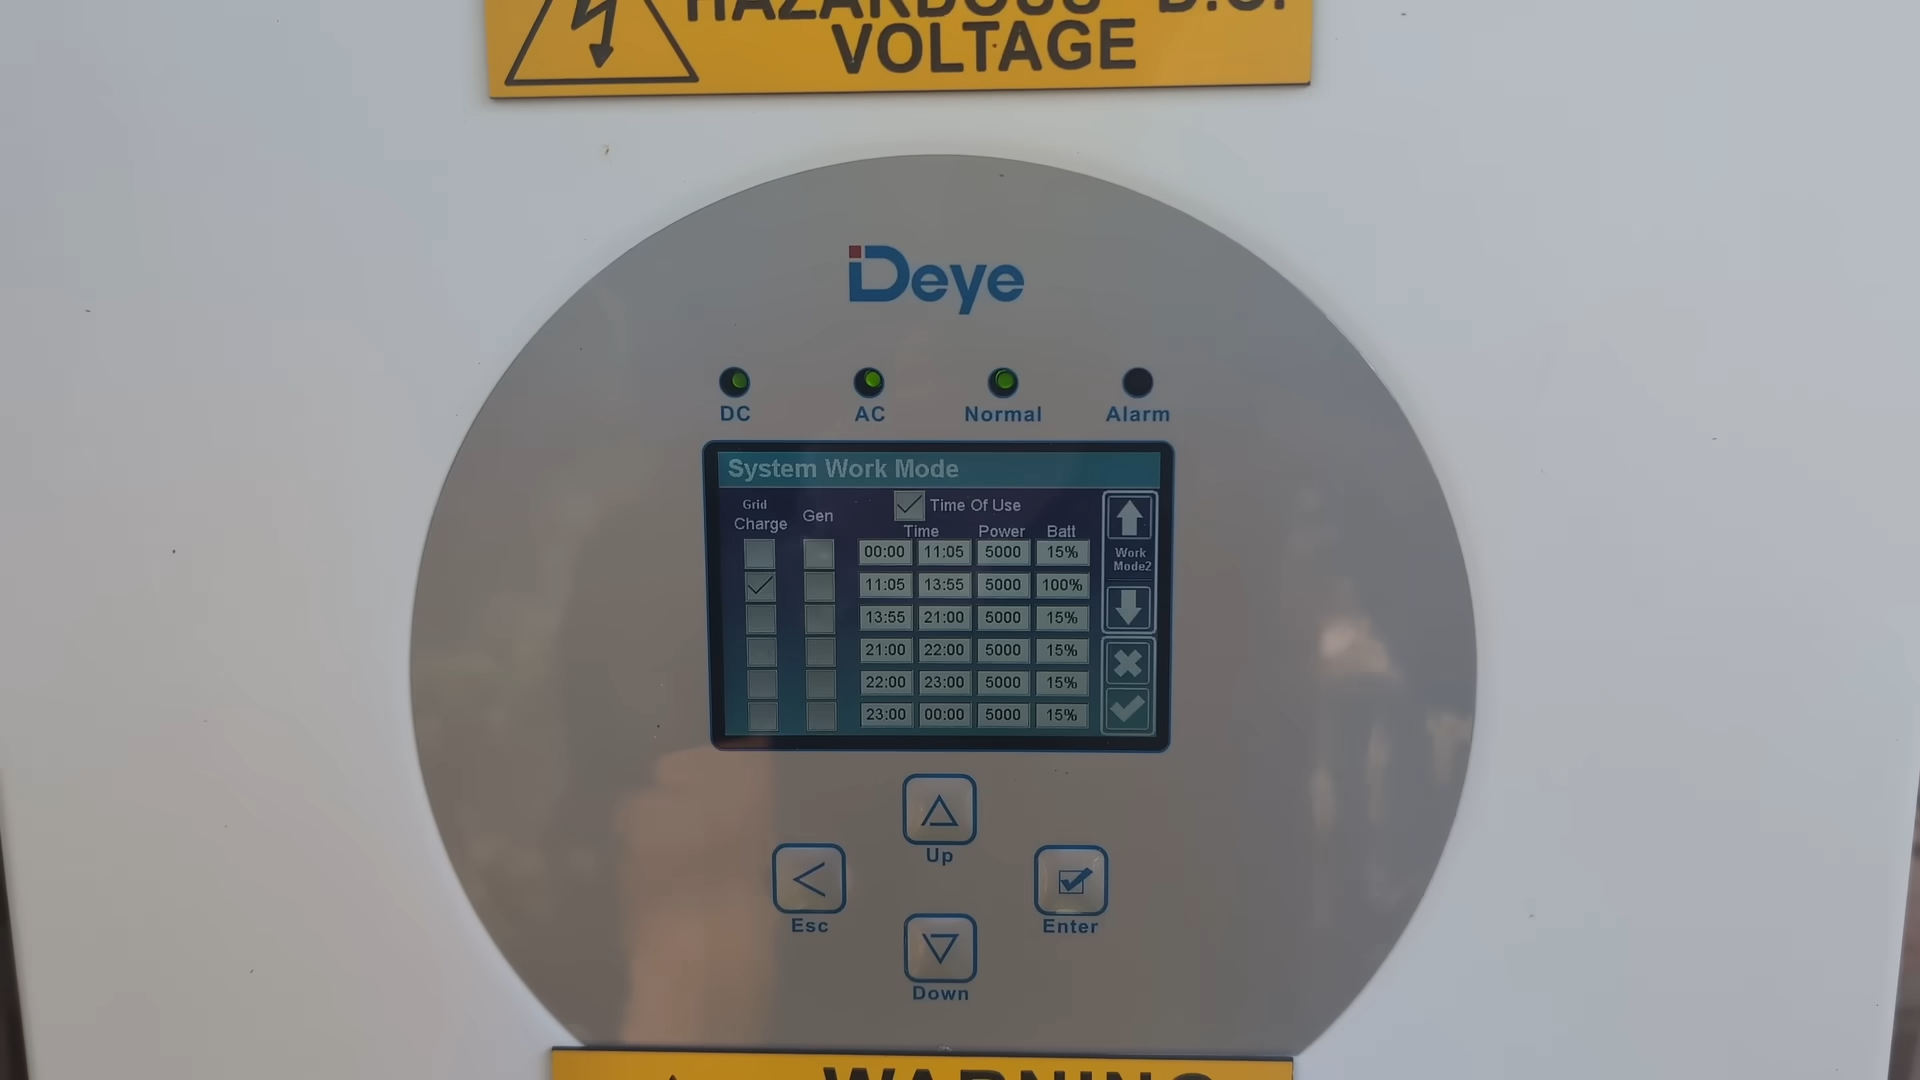 HAZARDOUS D.C.
VOLTAGE
Deye
DC AC Normal Alarm
System Work Mode
Grid
Charge Gen Time Of Use
Time Power Batt
00:00 11:05 5000 15%
11:05 13:55 5000 100%
13:55 21:00 5000 15%
21:00 22:00 5000 15%
22:00 23:00 5000 15%
23:00 00:00 5000 15%
Work
Mode2
Up
Esc Enter
Down
WARNING